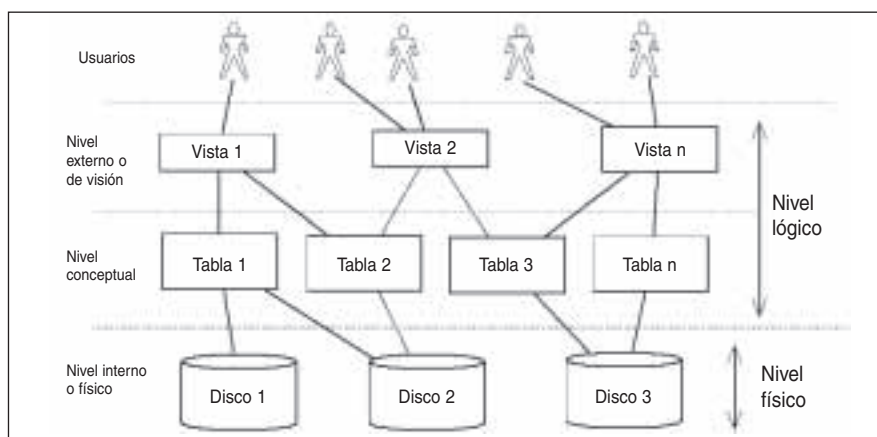 Usuarios
Nivel
externo o
de visión
Vista 1
Vista 2
Vista n
Nivel
lógico
Nivel
conceptual
Tabla 1
Tabla 2
Tabla 3
Tabla n
Nivel interno
o físico
Disco 1
Disco 2
Disco 3
Nivel
físico